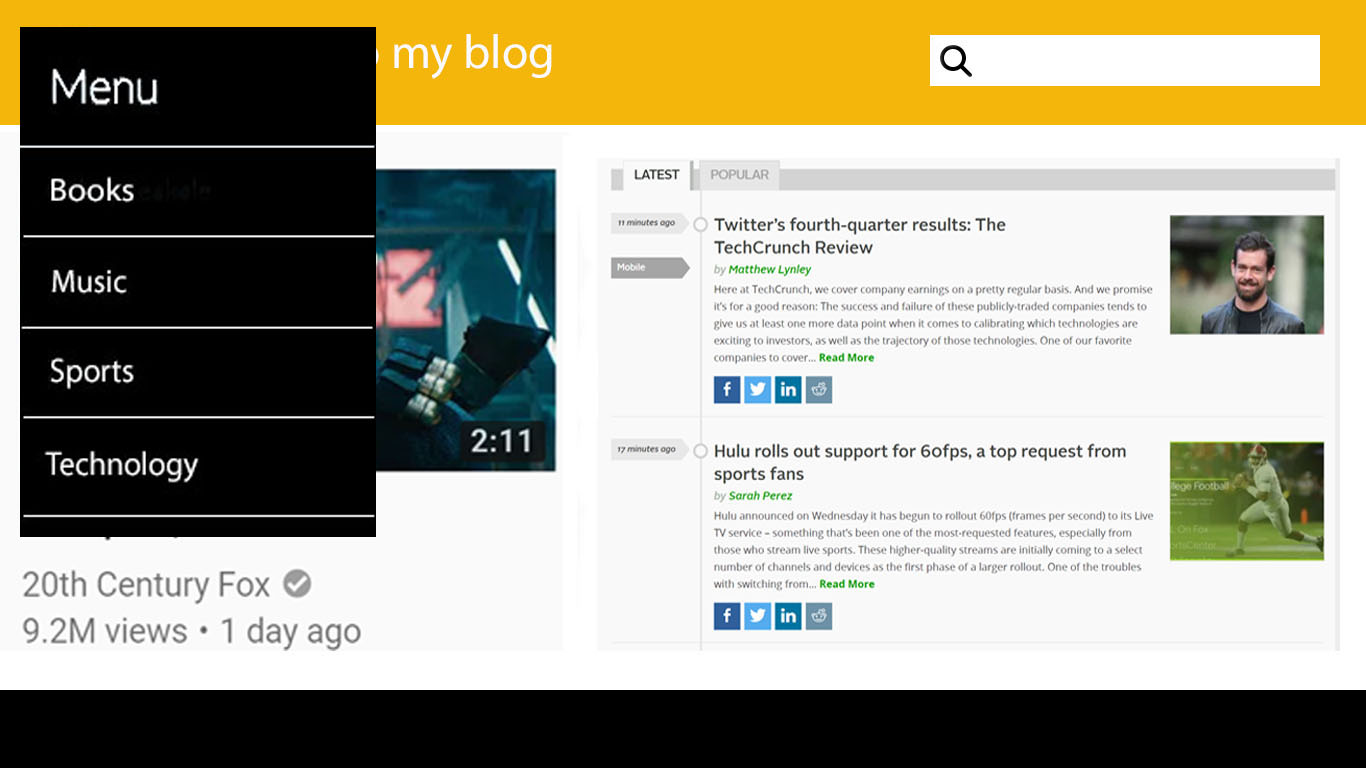 my blog
Menu
Books
Music
Sports
Technology
2:11
20th Century Fox
9.2M views • 1 day ago
LATEST
POPULAR
11 minutes ago
Mobile
Twitter's fourth-quarter results: The
TechCrunch Review
by Matthew Lynley
Here at TechCrunch, we cover company earnings on a pretty regular basis. And we promise
it's for a good reason: The success and failure of these publicly-traded companies tends to
give us at least one more data point when it comes to calibrating which technologies are
exciting to investors, as well as the trajectory of those technologies. One of our favorite
companies to cover... Read More
17 minutes ago
Hulu rolls out support for 60fps, a top request from
sports fans
by Sarah Perez
Hulu announced on Wednesday it has begun to rollout 60fps (frames per second) to its Live
TV service – something that's been one of the most-requested features, especially from
those who stream live sports. These higher-quality streams are initially coming to a select
number of channels and devices as the first phase of a larger rollout. One of the troubles
with switching from... Read More
llege Football
L On Fox
ortsCenter